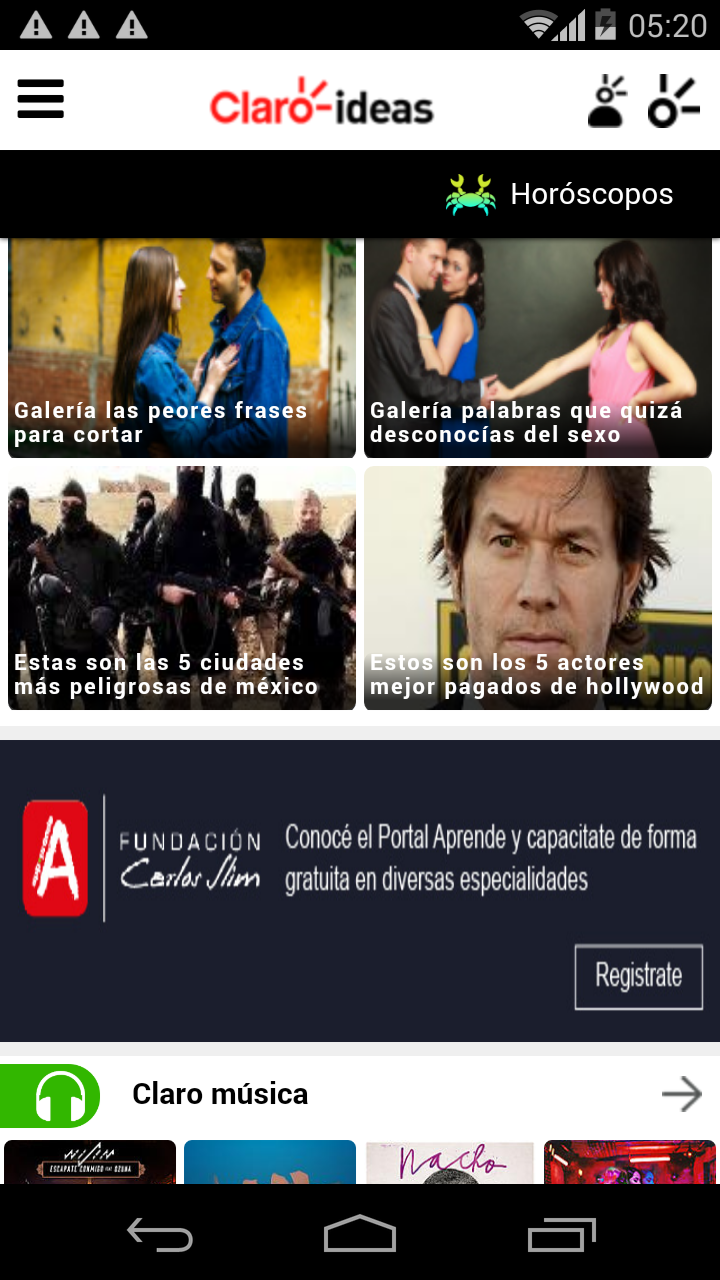 05:20
Claro-ideas
Horóscopos
Galería las peores frases
para cortar
Galería palabras que quizá
desconocías del sexo
Estas son las 5 ciudades
más peligrosas de méxico
Estos son los 5 actores
mejor pagados de hollywood
FUNDACIÓN
Carlos Slim
Conocé el Portal Aprende y capacitate de forma
gratuita en diversas especialidades
Registrate
Claro música
ESCAPATE CONMIGO FEAT OZUNA
nacho